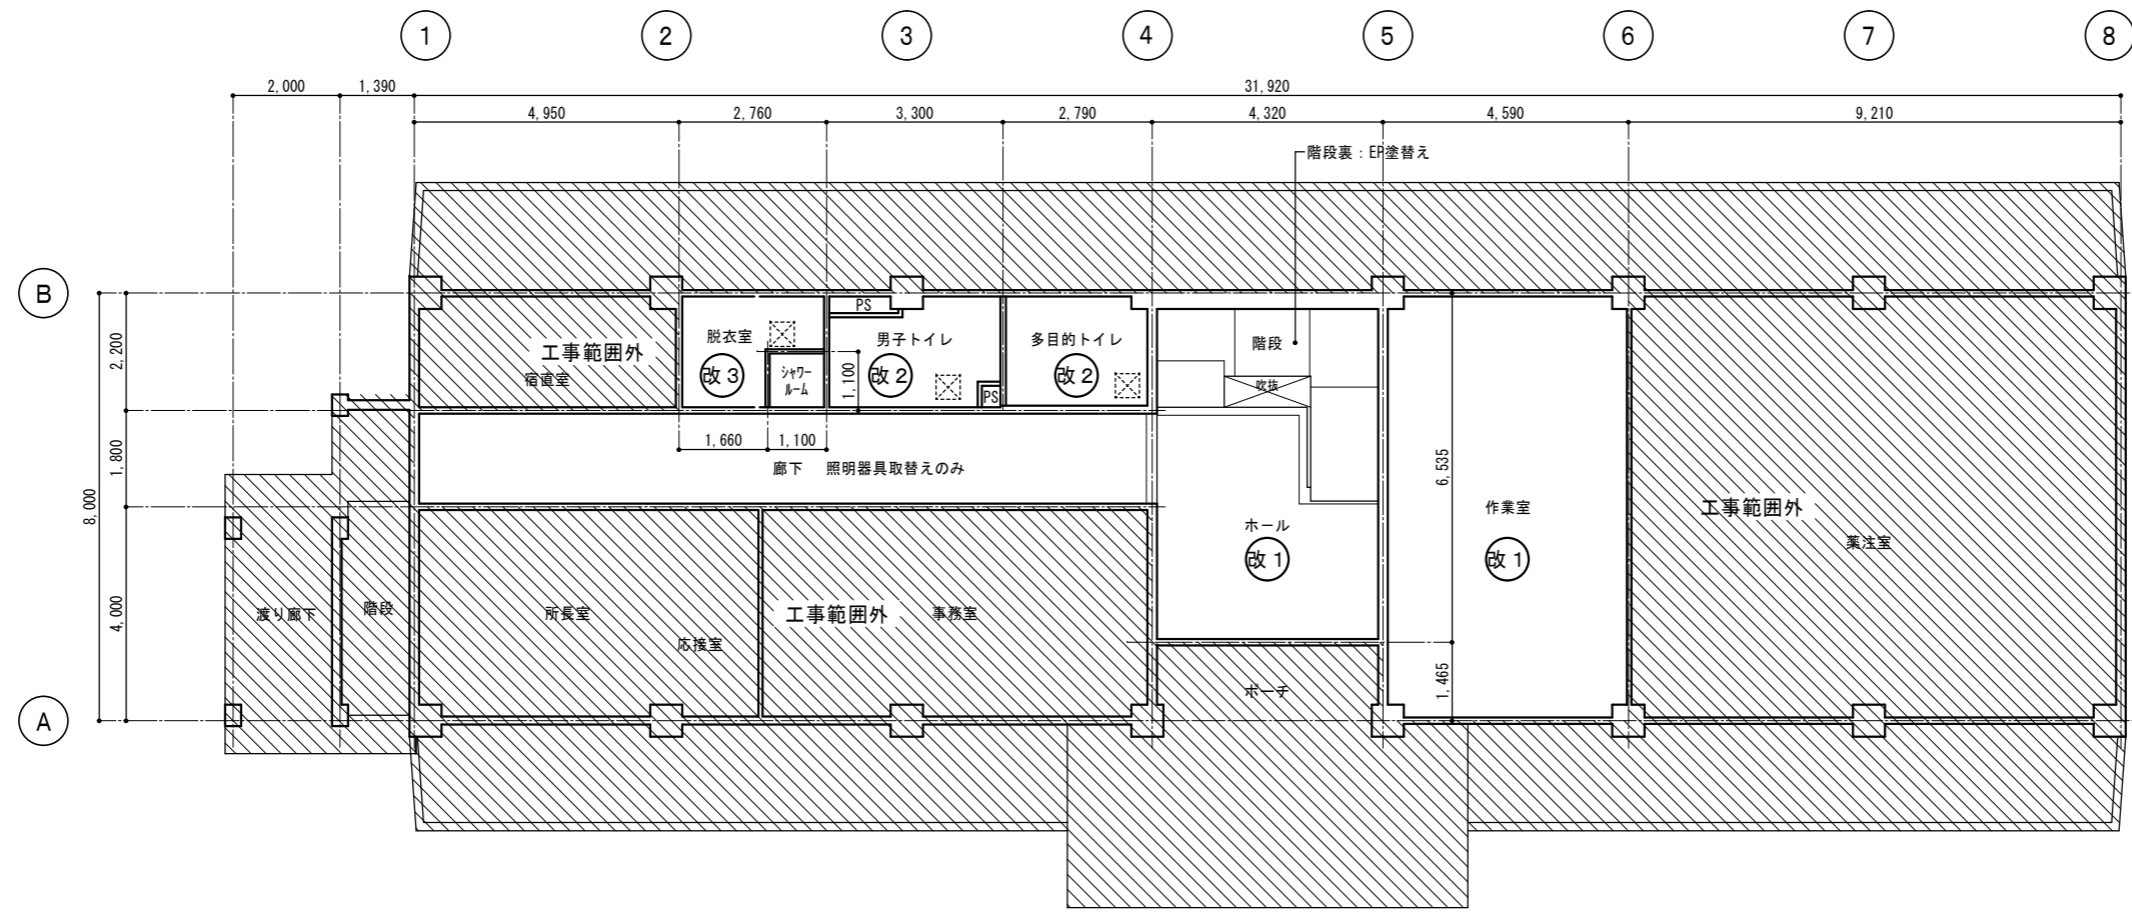 1 2 3 4 5 6 7 8
2,000 1,390 31,920
4,950 2,760 3,300 2,790 4,320 4,590 9,210
階段裏：EP塗替え
B
PS
脱衣室
男子トイレ
多目的トイレ
階段
工事範囲外
宿直室
改3
シャワー
ルーム
1,100
改2
PS
改2
吹抜
2,200
1,660 1,100
廊下 照明器具取替えのみ
1,800
8,000
6,535
ホール
改1
作業室
改1
工事範囲外
薬注室
4,000
渡り廊下
階段
所長室
応接室
工事範囲外
事務室
ポーチ
1,465
A